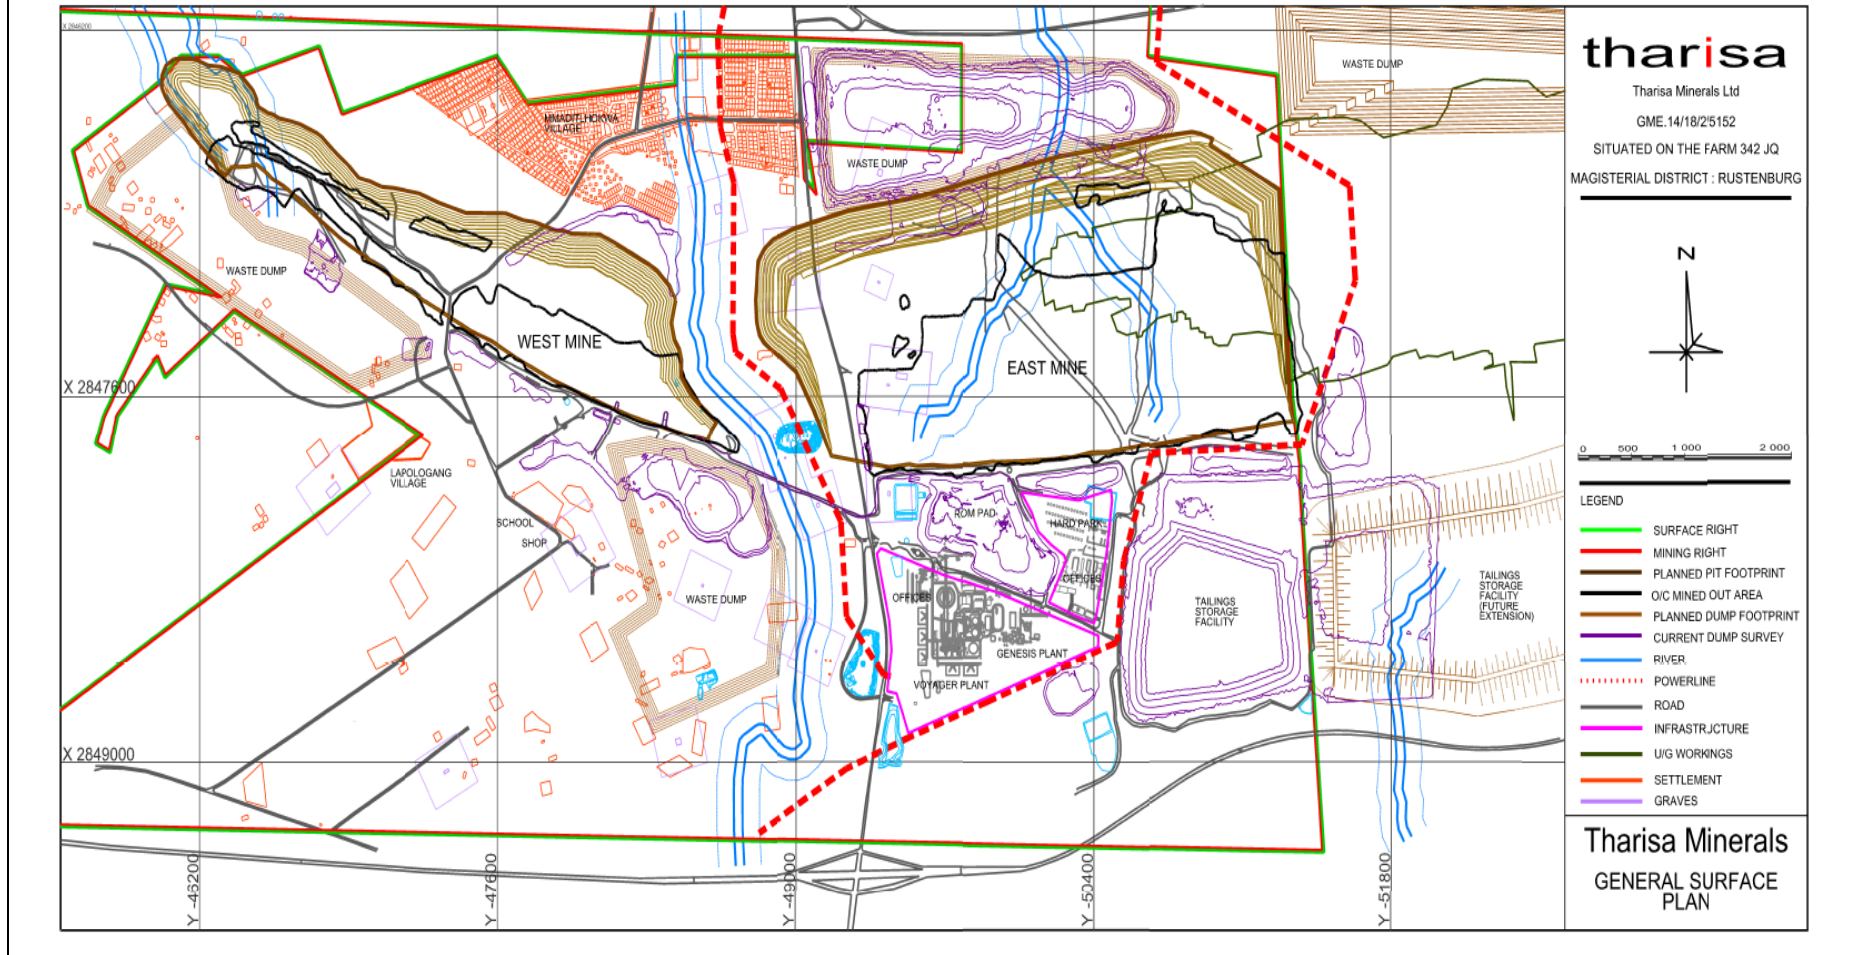 X 2846200
WASTE DUMP
MMADITLHOKWA
VILLAGE
WASTE DUMP
WASTE DUMP
WEST MINE
EAST MINE
X 2847600
LAPOLOGANG
VILLAGE
SCHOOL
SHOP
ROM PAD
HARD PARK
OFFICES
OFFICES
WASTE DUMP
GENESIS PLANT
VOYAGER PLANT
TAILINGS
STORAGE
FACILITY
TAILINGS
STORAGE
FACILITY
(FUTURE
EXTENSION)
X 2849000
Y -46200
Y -47600
Y -49000
Y -50400
Y -51800
tharisa
Tharisa Minerals Ltd
GME.14/18/2'5152
SITUATED ON THE FARM 342 JQ
MAGISTERIAL DISTRICT : RUSTENBURG
N
0 500 1 000 2 000
LEGEND
SURFACE RIGHT
MINING RIGHT
PLANNED PIT FOOTPRINT
O/C MINED OUT AREA
PLANNED DUMP FOOTPRINT
CURRENT DUMP SURVEY
RIVER
POWERLINE
ROAD
INFRASTRJCTURE
U/G WORKINGS
SETTLEMENT
GRAVES
Tharisa Minerals
GENERAL SURFACE
PLAN